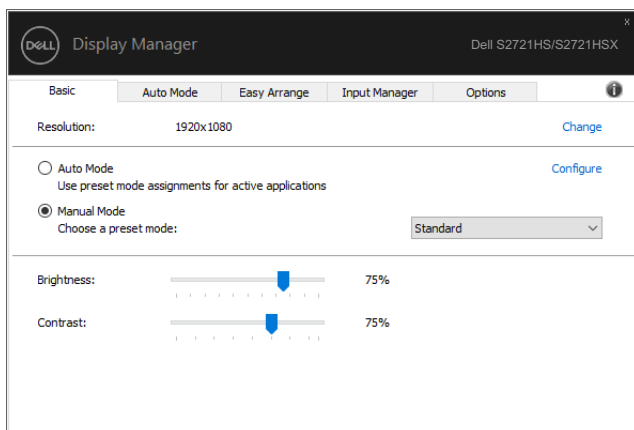 x
DELL Display Manager Dell S2721HS/S2721HSX
Basic Auto Mode Easy Arrange Input Manager Options i
Resolution: 1920x1080 Change
Auto Mode Configure
Use preset mode assignments for active applications
Manual Mode
Choose a preset mode: Standard
Brightness: 75%
Contrast: 75%